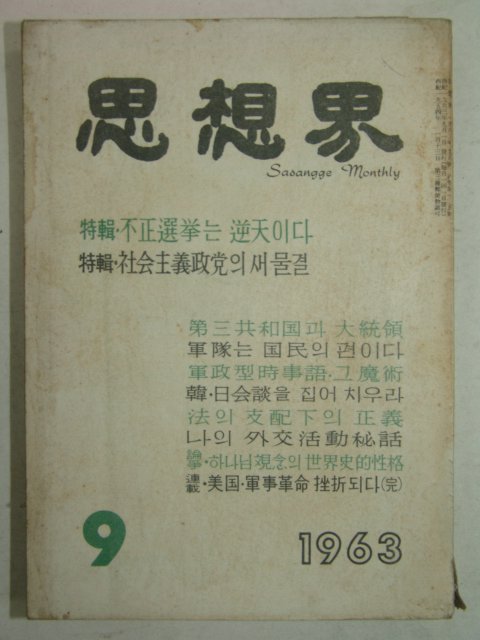 思想界
Sasangge Monthly
特輯·不正選挙는 逆天이다
特輯·社会主義政党의 새물결
第三共和国과 大統領
軍隊는 国民의 편이다
軍政型時事語·그魔術
韓·日会談을 집어 치우라
法의 支配下의 正義
나의 外交活動秘話
論爭·하나님観念의 世界史的性格
連載·美国·軍事革命 挫折되다(完)
9
1963